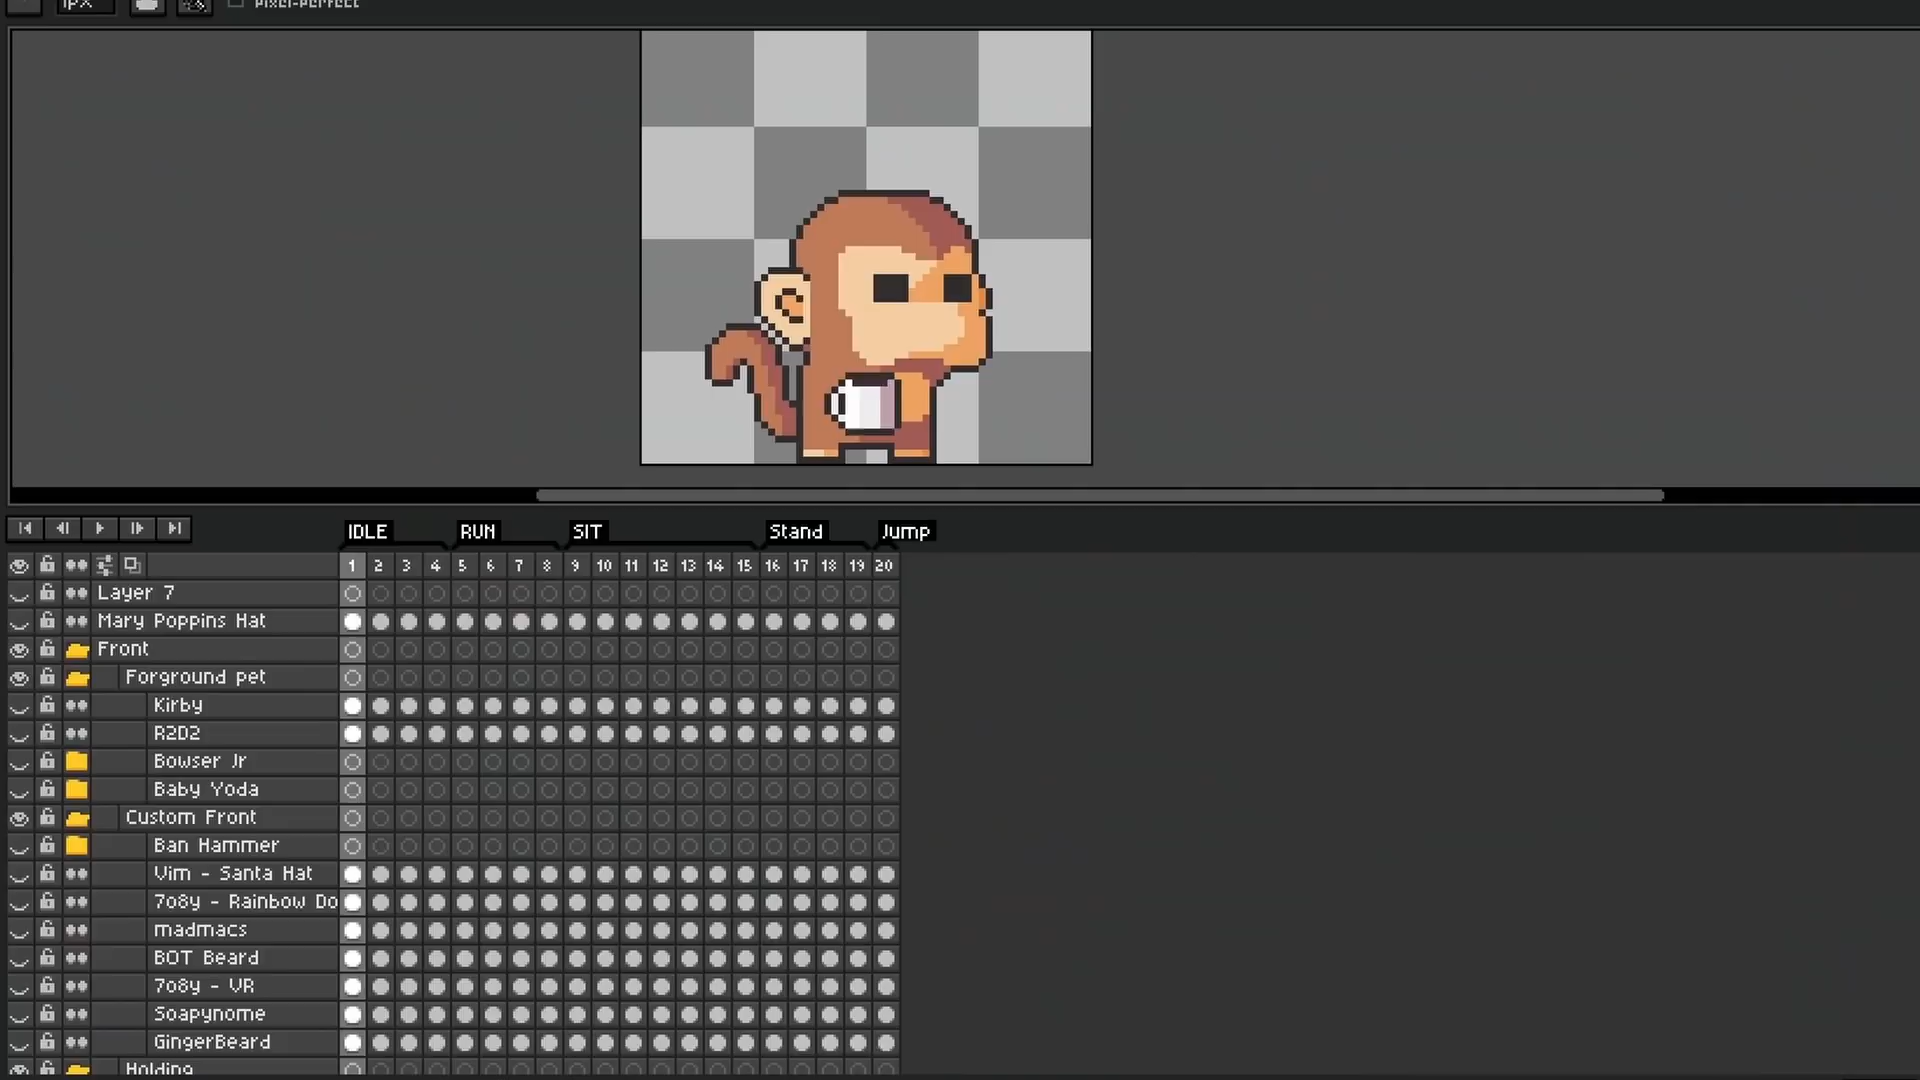 1px Pixel-Perfect
IDLE RUN SIT Stand Jump
1 2 3 4 5 6 7 8 9 10 11 12 13 14 15 16 17 18 19 20
Layer 7
Mary Poppins Hat
Front
Forground pet
Kirby
R2D2
Bowser Jr
Baby Yoda
Custom Front
Ban Hammer
Vim - Santa Hat
7o8y - Rainbow Do
madmacs
BOT Beard
7o8y - VR
Soapynome
GingerBeard
Holding